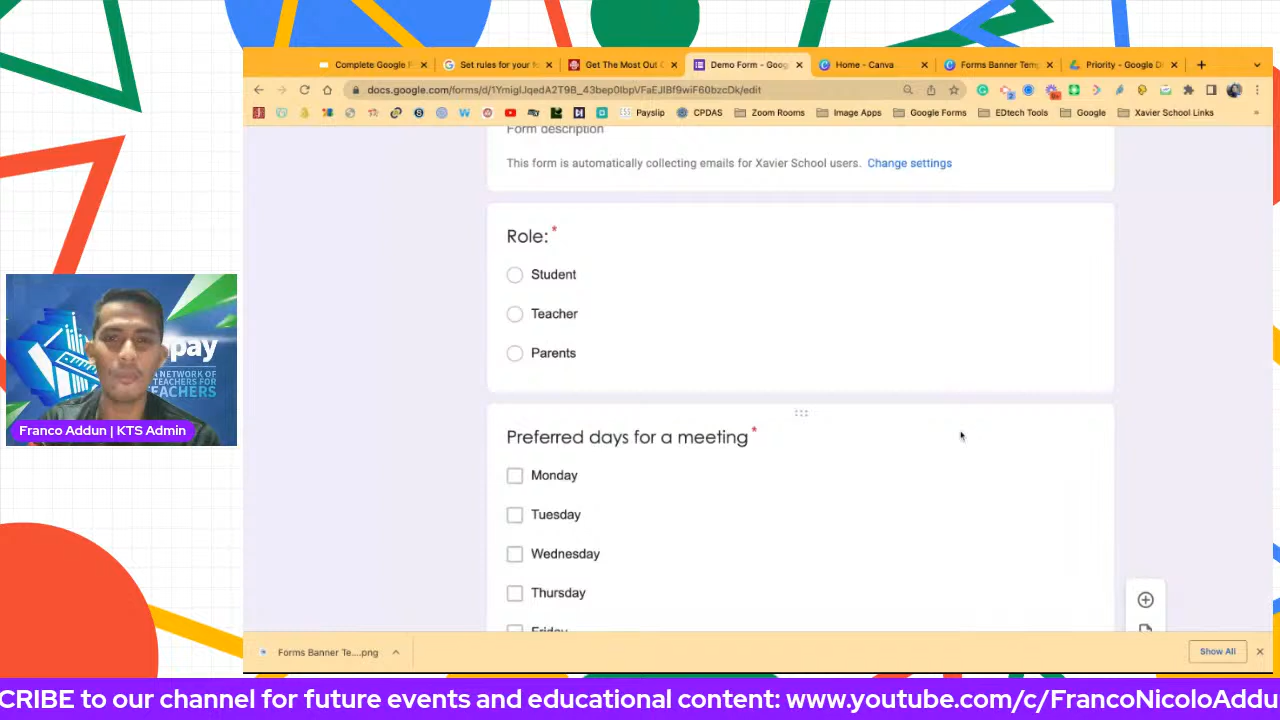 Complete Google F
Set rules for your fo
Get The Most Out O
Demo Form - Goog
Home - Canva
Forms Banner Temp
Priority - Google D
docs.google.com/forms/d/1YmiglJqedA2T9B_43bep0lbpVFaEJIBf9wiF60bzcDk/edit
Payslip
CPDAS
Zoom Rooms
Image Apps
Google Forms
EDtech Tools
Google
Xavier School Links
Form description
This form is automatically collecting emails for Xavier School users. Change settings
Role: *
Student
Teacher
Parents
Preferred days for a meeting *
Monday
Tuesday
Wednesday
Thursday
Friday
pay
A NETWORK OF
TEACHERS FOR
TEACHERS
Franco Addun | KTS Admin
Forms Banner Te....png
Show All
CRIBE to our channel for future events and educational content: www.youtube.com/c/FrancoNicoloAddu